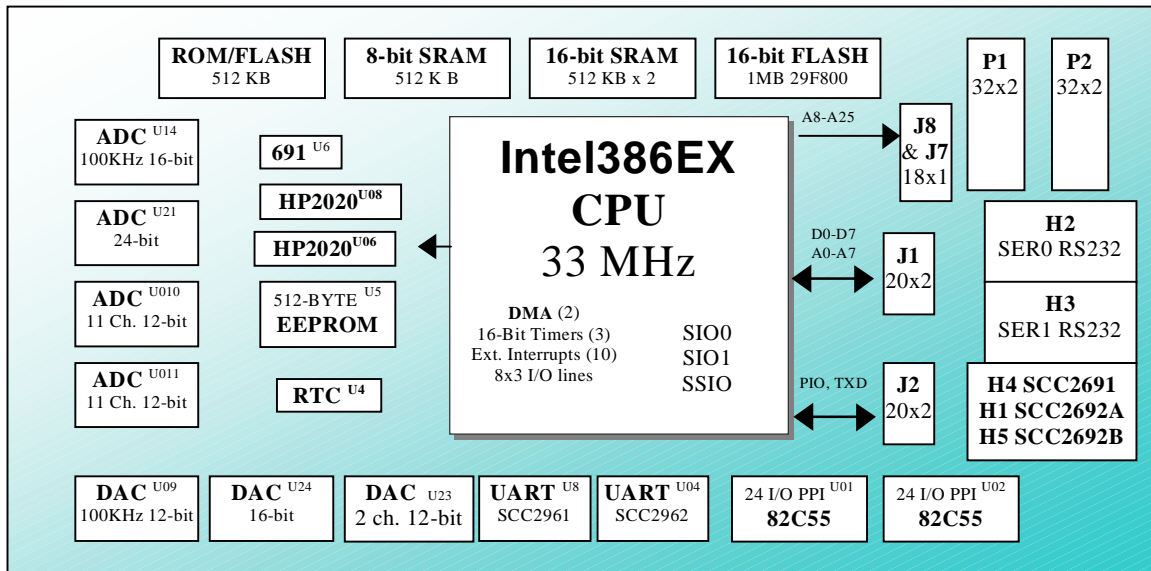 ROM/FLASH
512 KB
8-bit SRAM
512 K B
16-bit SRAM
512 KB x 2
16-bit FLASH
1MB 29F800
P1
32x2
P2
32x2
ADC U14
100KHz 16-bit
ADC U21
24-bit
ADC U010
11 Ch. 12-bit
ADC U011
11 Ch. 12-bit
691 U6
HP2020 U08
HP2020 U06
512-BYTE U5
EEPROM
RTC U4
Intel386EX
CPU
33 MHz
DMA (2)
16-Bit Timers (3)
Ext. Interrupts (10)
8x3 I/O lines
SIO0
SIO1
SSIO
A8-A25
J8
& J7
18x1
D0-D7
A0-A7
J1
20x2
PIO, TXD
J2
20x2
H2
SER0 RS232
H3
SER1 RS232
H4 SCC2691
H1 SCC2692A
H5 SCC2692B
DAC U09
100KHz 12-bit
DAC U24
16-bit
DAC U23
2 ch. 12-bit
UART U8
SCC2961
UART U04
SCC2962
24 I/O PPI U01
82C55
24 I/O PPI U02
82C55